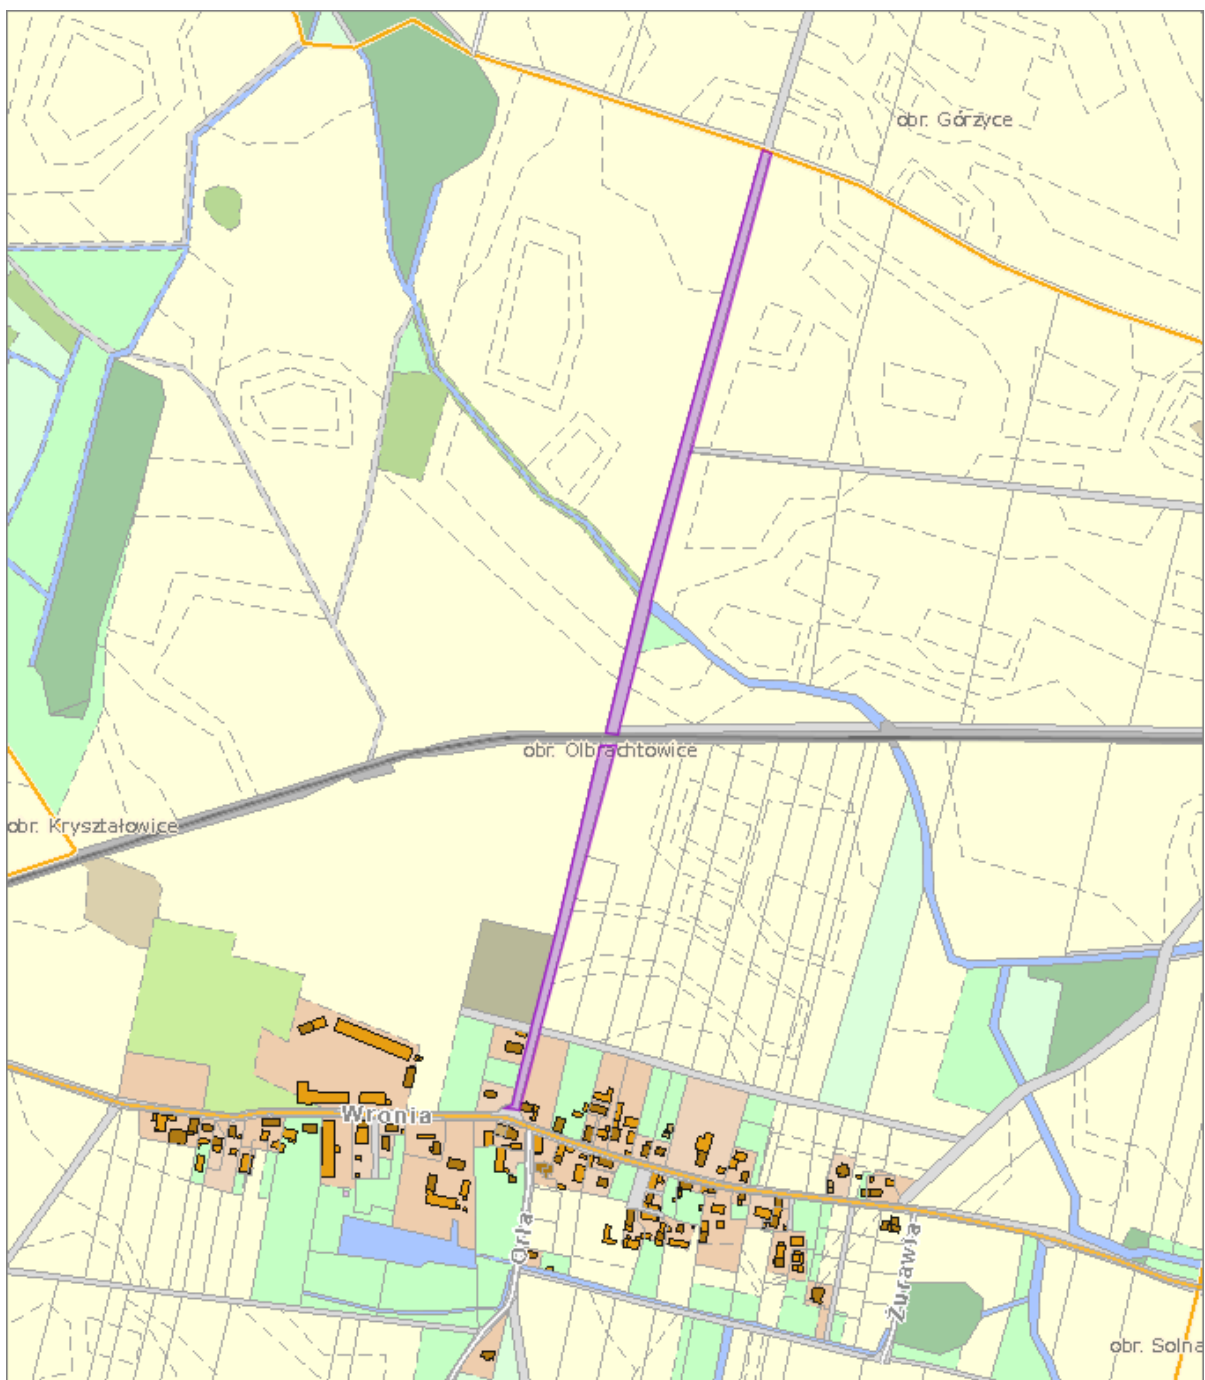 obr. Górzyce
obr. Olbrachtowice
obr. Kryształowice
Wronia
Orla
Żurawia
obr. Solna